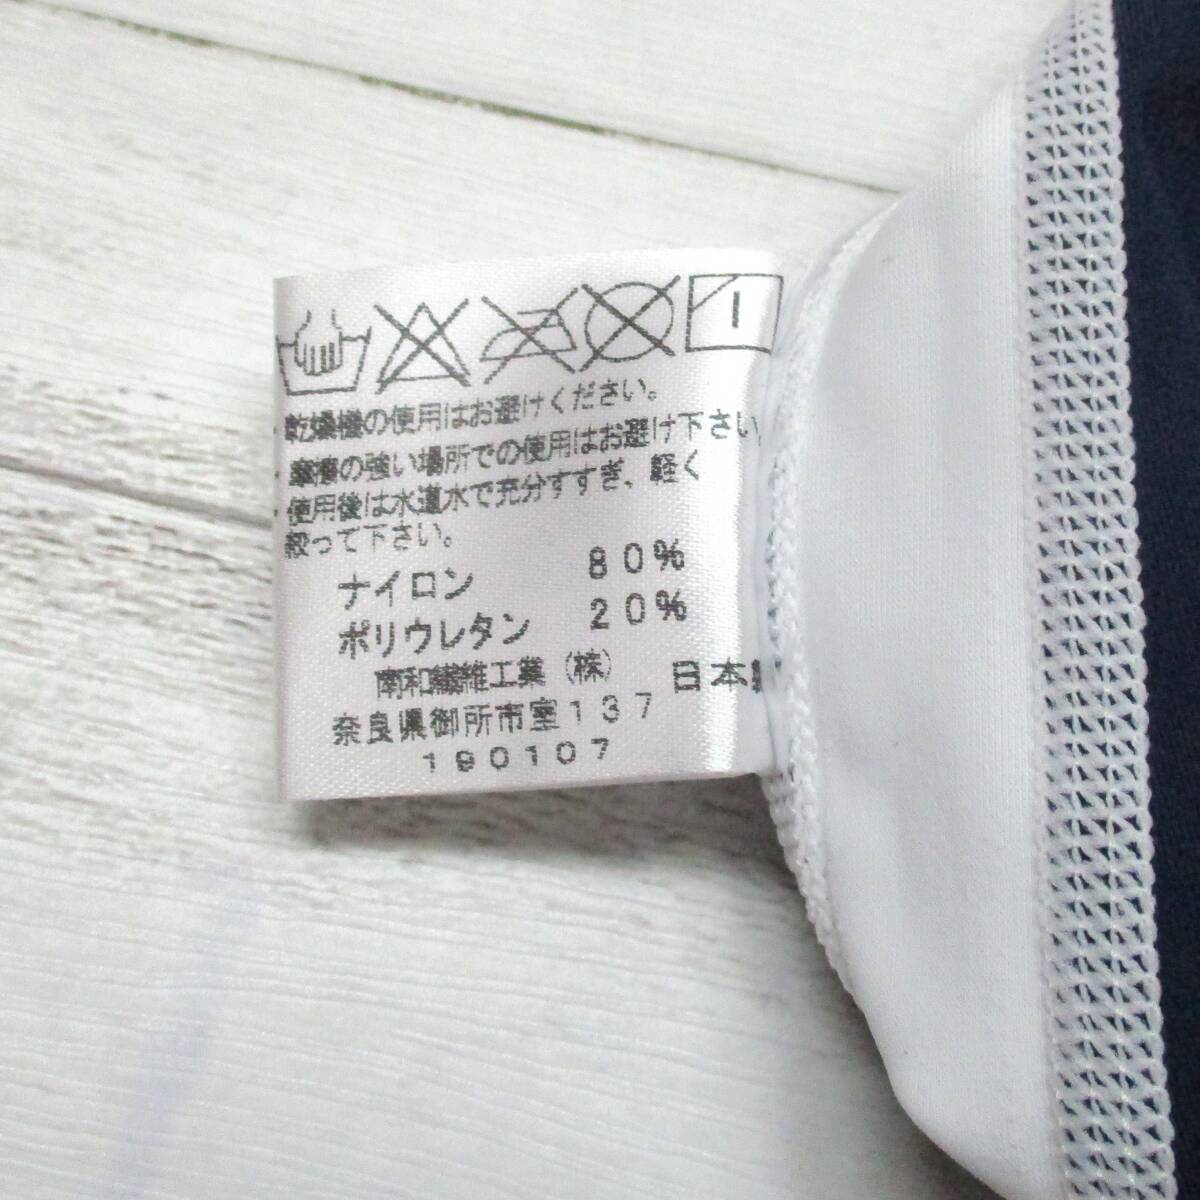 ・乾燥機の使用はお避けください。
・摩擦の強い場所での使用はお避け下さい
・使用後は水道水で充分すすぎ、軽く
絞って下さい。
ナイロン 80%
ポリウレタン 20%
南和繊維工業(株) 日本製
奈良県御所市室137
190107